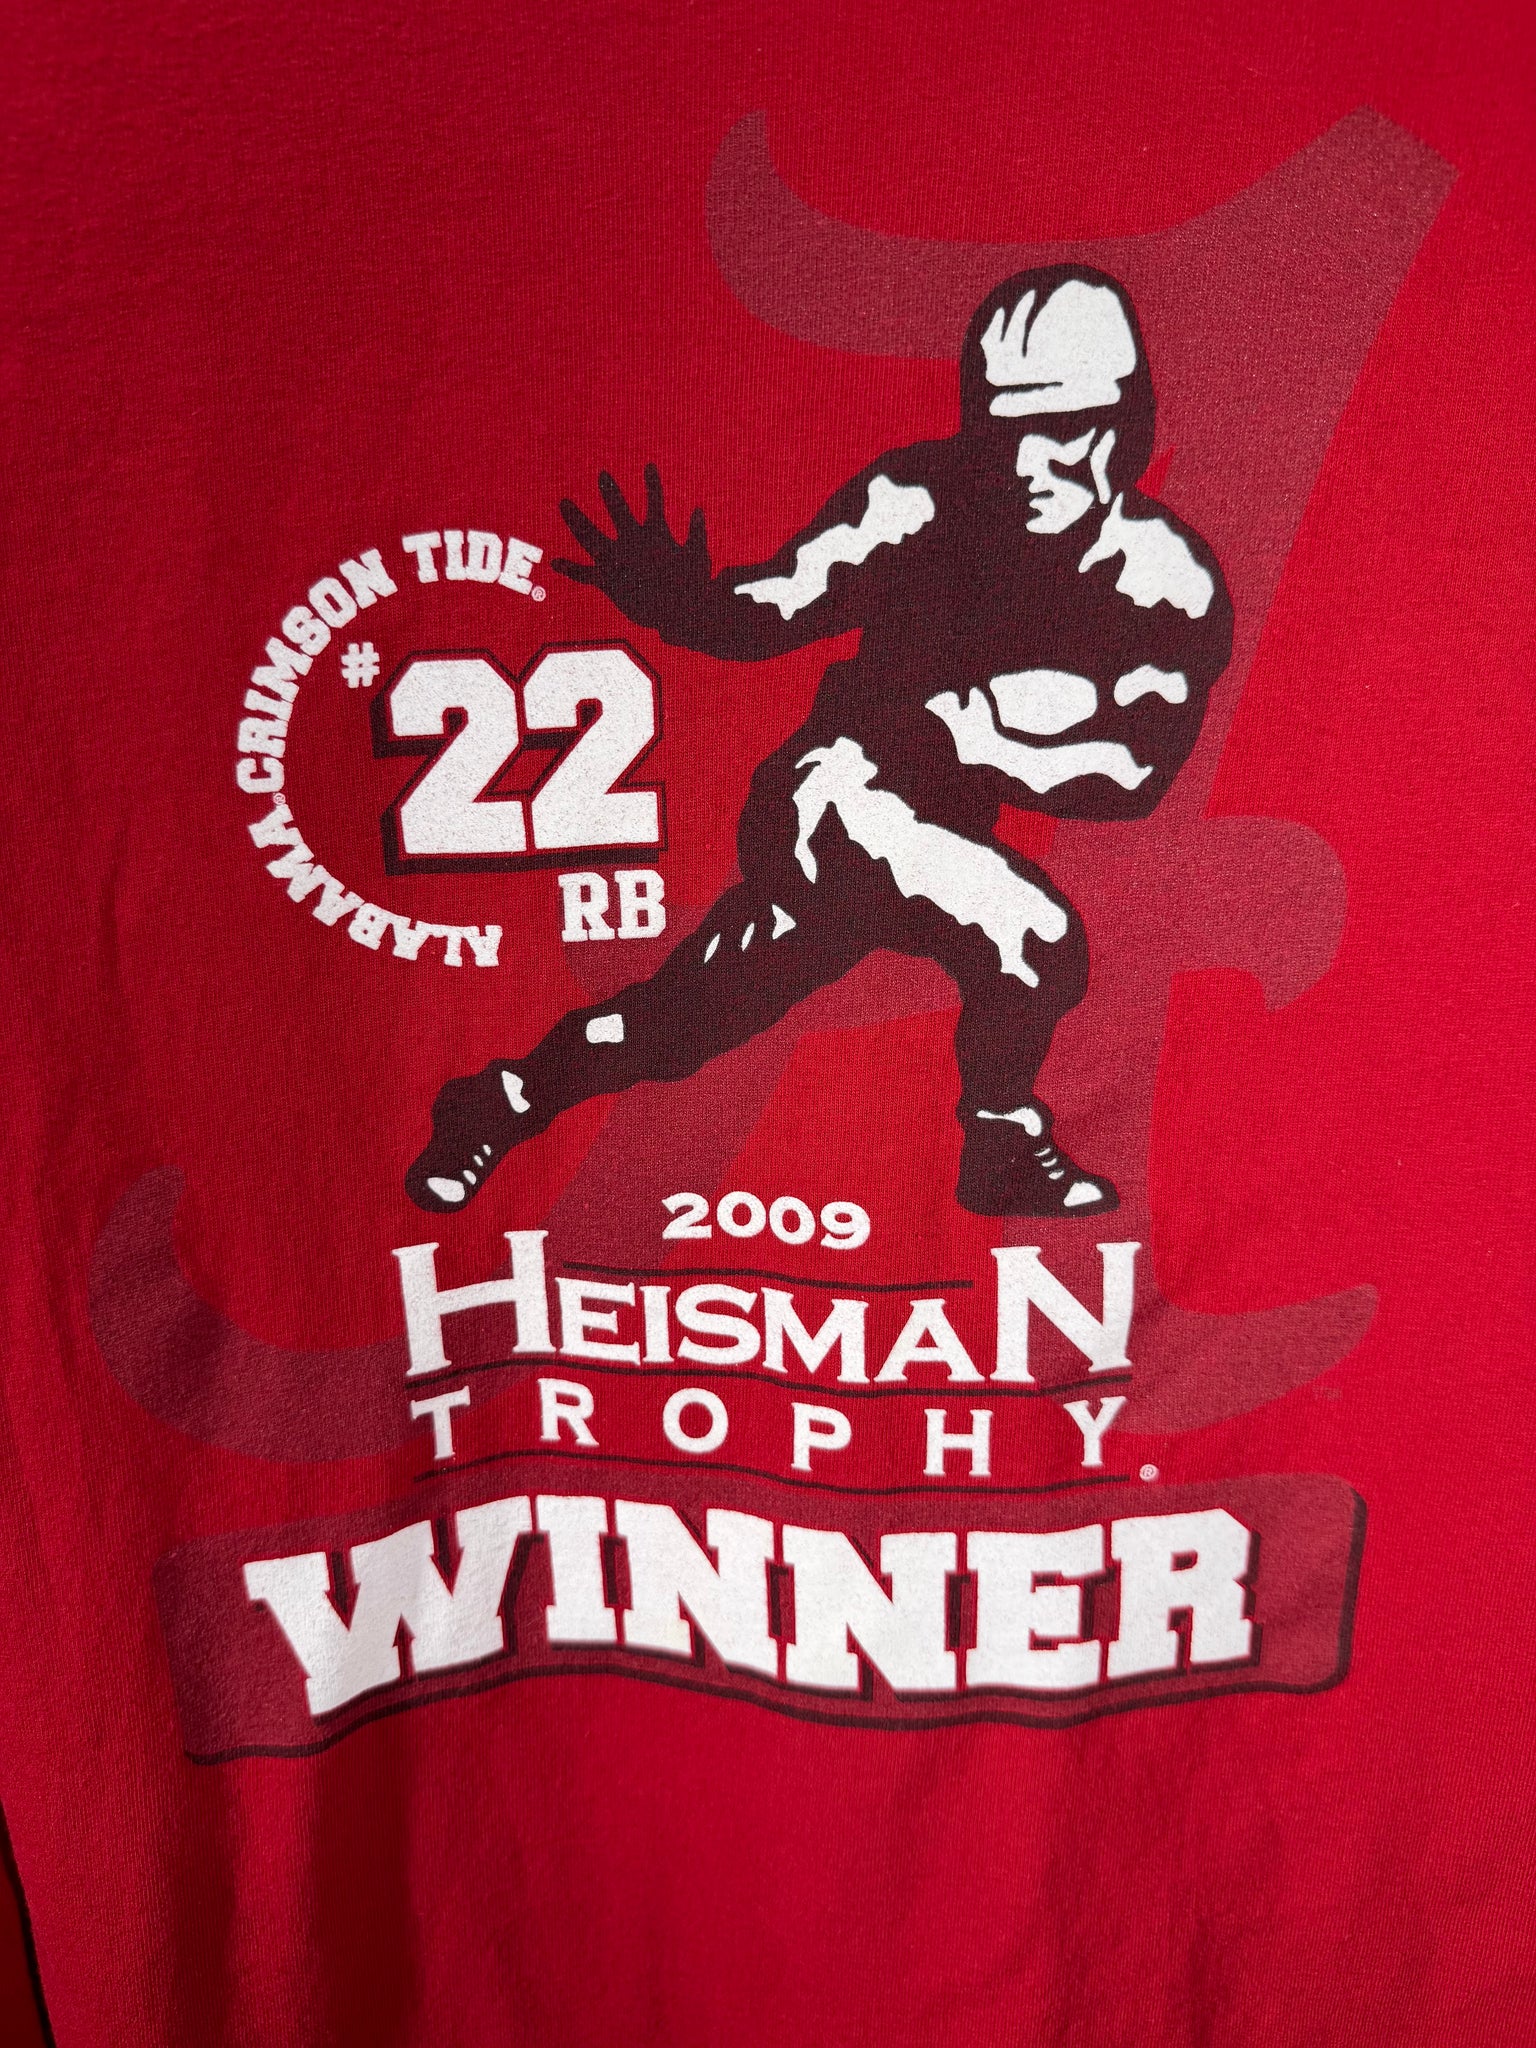 ALABAMA® CRIMSON TIDE®
#22
RB
2009
HEISMAN
TROPHY®
WINNER